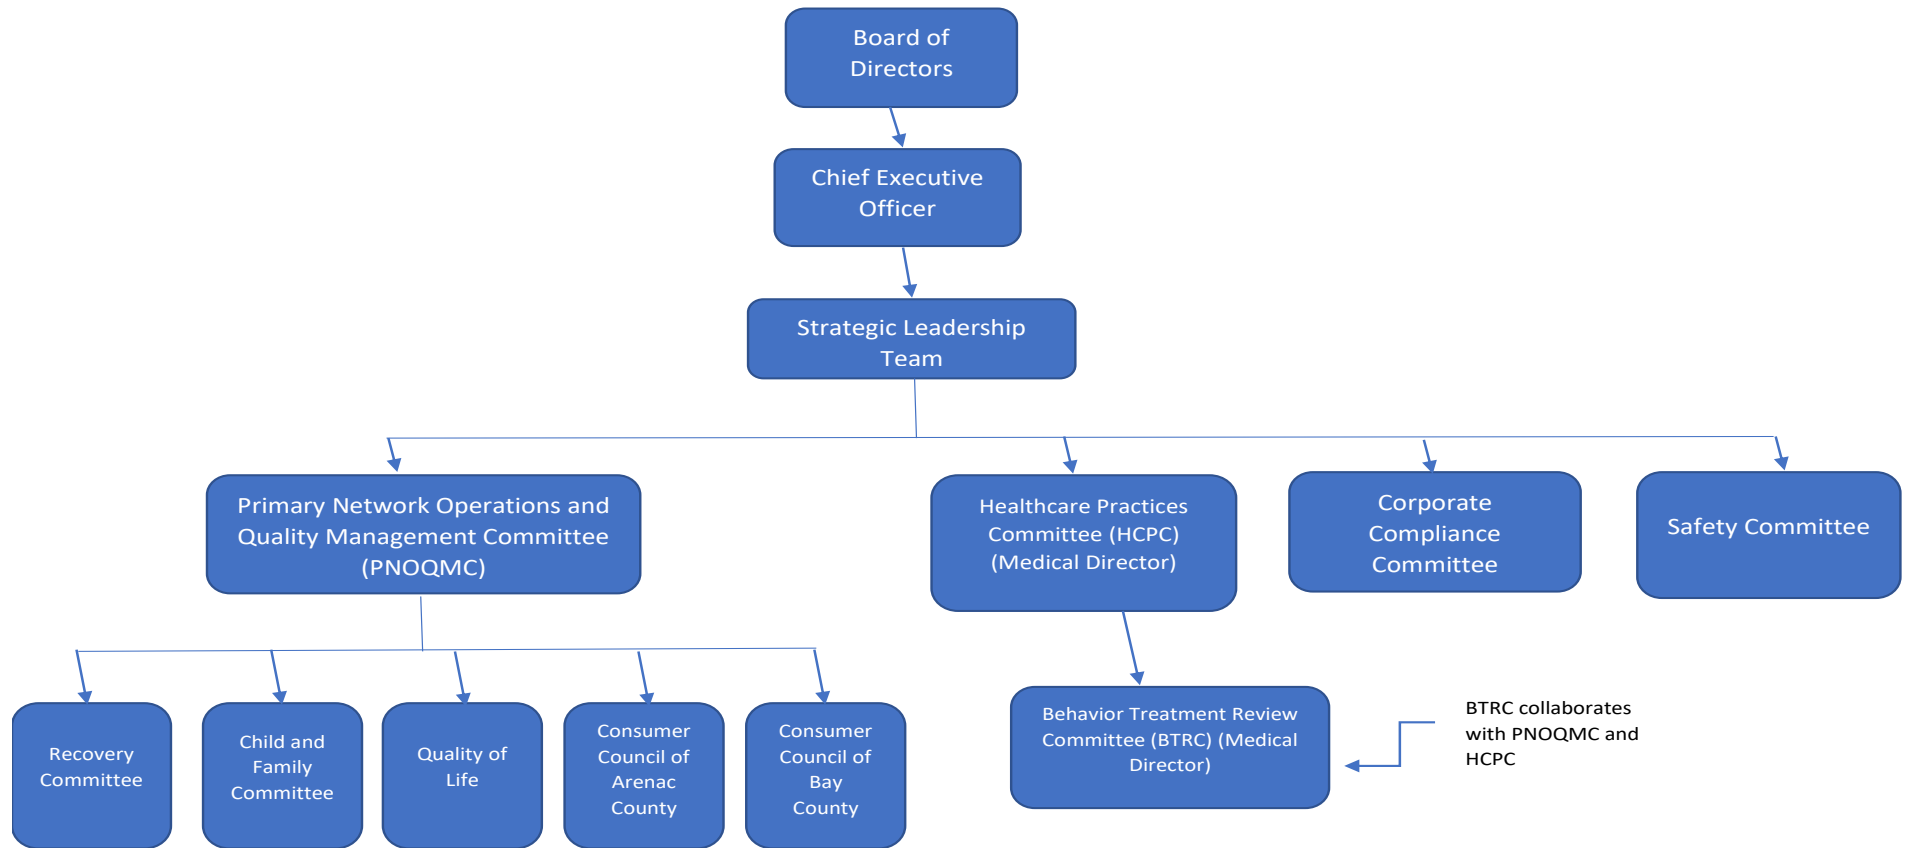 Board of
Directors
Chief Executive
Officer
Strategic Leadership
Team
Primary Network Operations and
Quality Management Committee
(PNOQMC)
Healthcare Practices
Committee (HCPC)
(Medical Director)
Corporate
Compliance
Committee
Safety Committee
Recovery
Committee
Child and
Family
Committee
Quality of
Life
Consumer
Council of
Arenac
County
Consumer
Council of
Bay
County
Behavior Treatment Review
Committee (BTRC) (Medical
Director)
BTRC collaborates
with PNOQMC and
HCPC